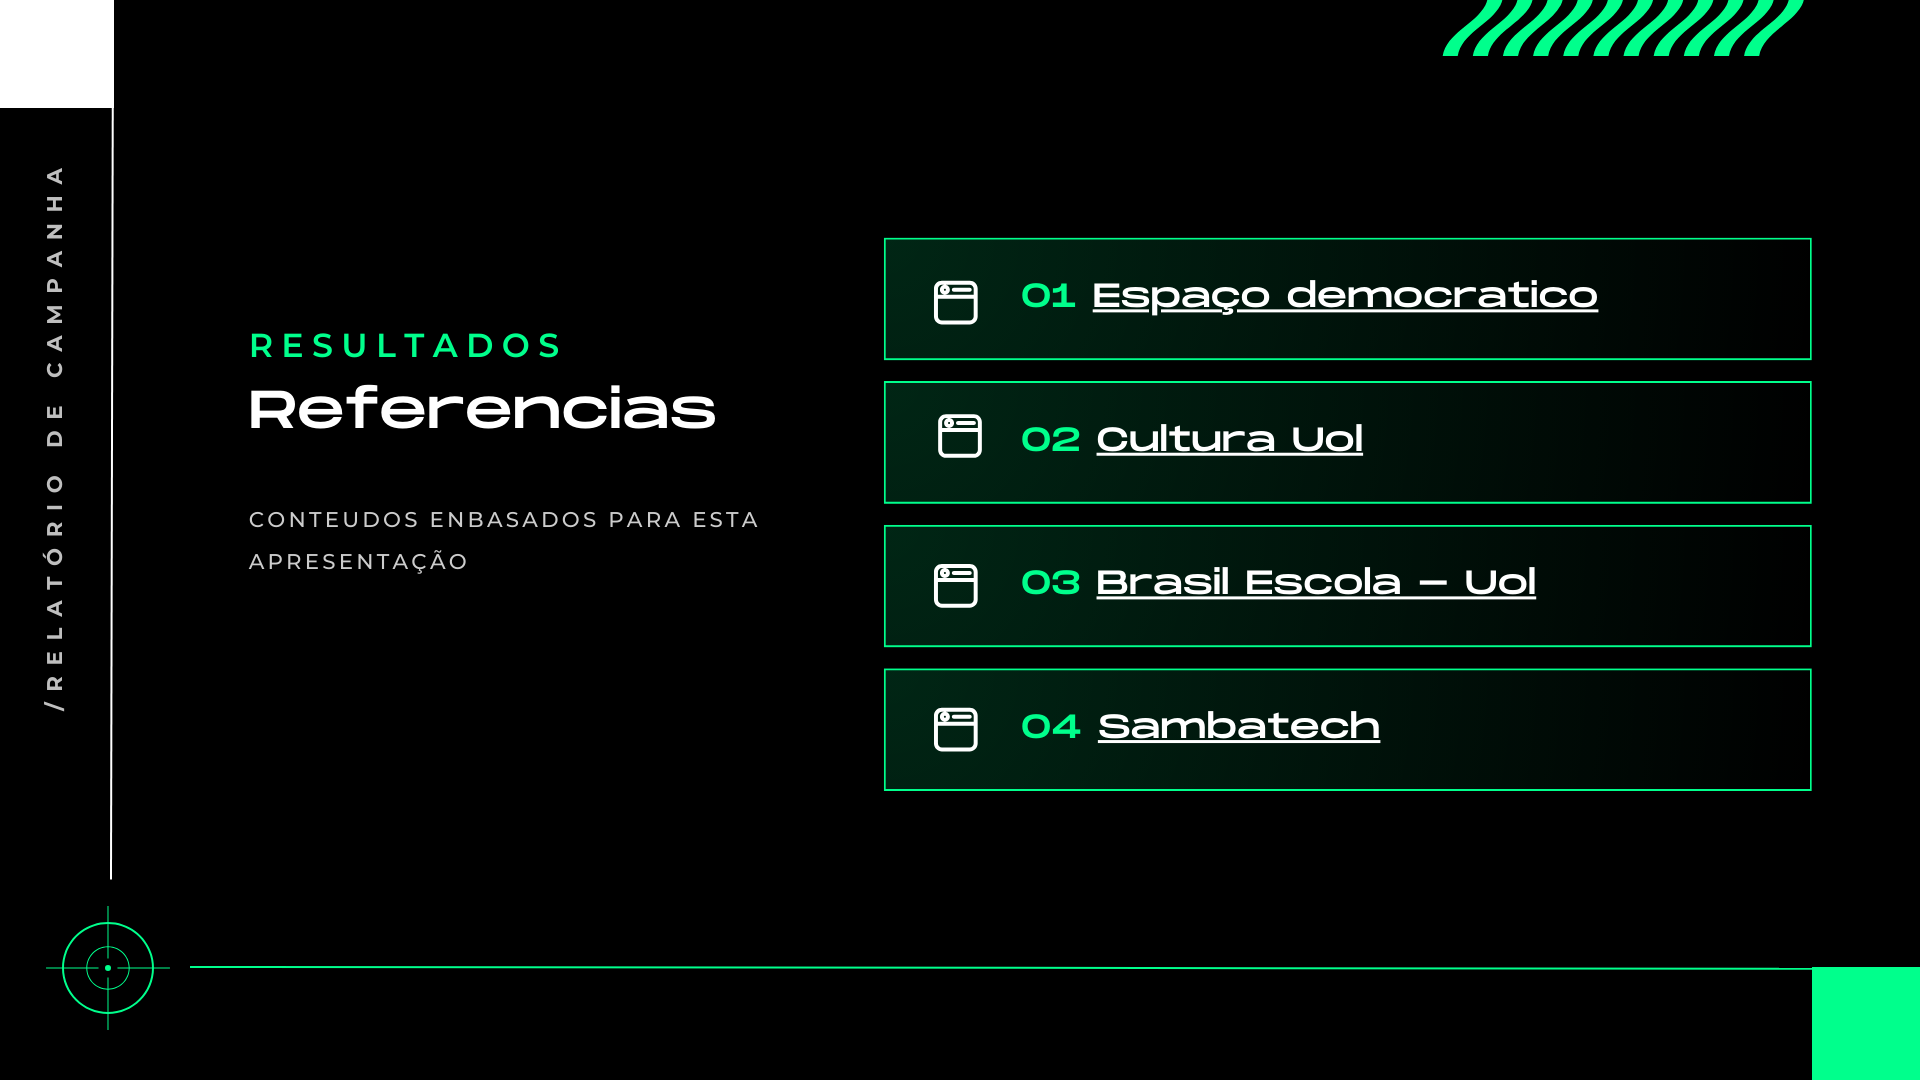 /RELATÓRIO DE CAMPANHA
RESULTADOS
Referencias
CONTEUDOS ENBASADOS PARA ESTA
APRESENTAÇÃO
01 Espaço democratico
02 Cultura Uol
03 Brasil Escola - Uol
04 Sambatech